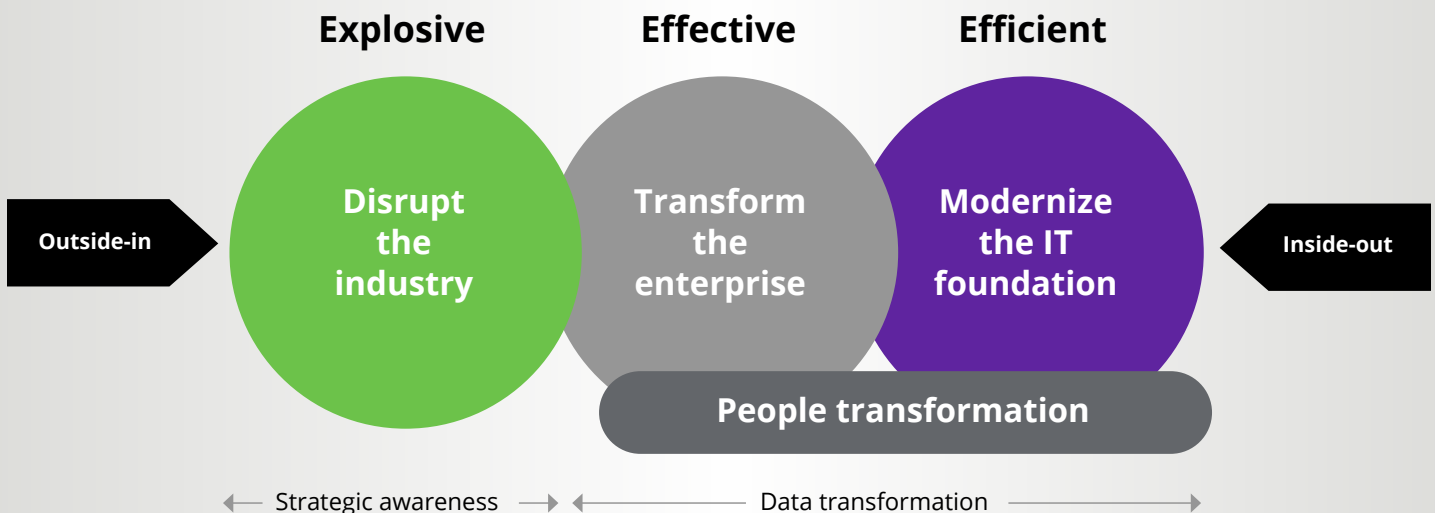 Explosive
Effective
Efficient
Outside-in
Disrupt
the
industry
Transform
the
enterprise
Modernize
the IT
foundation
Inside-out
People transformation
Strategic awareness
Data transformation